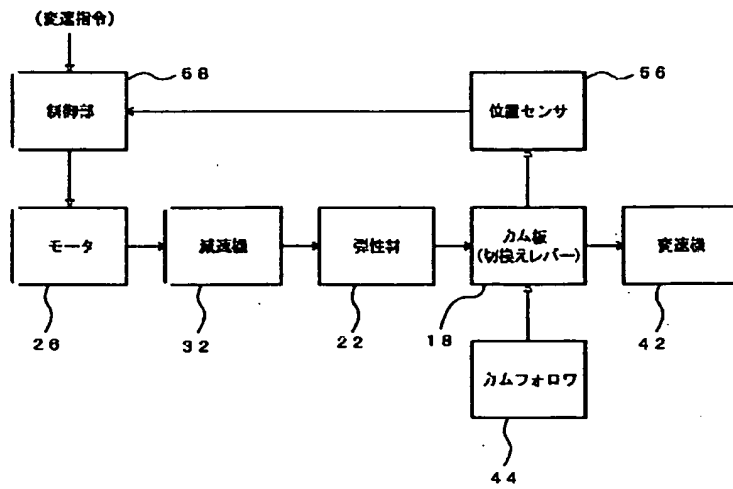 (変速指令)
58
56
制御部
位置センサ
モータ
減速機
弾性材
カム板
(切換えレバー)
変速機
26
32
22
18
42
カムフォロワ
44